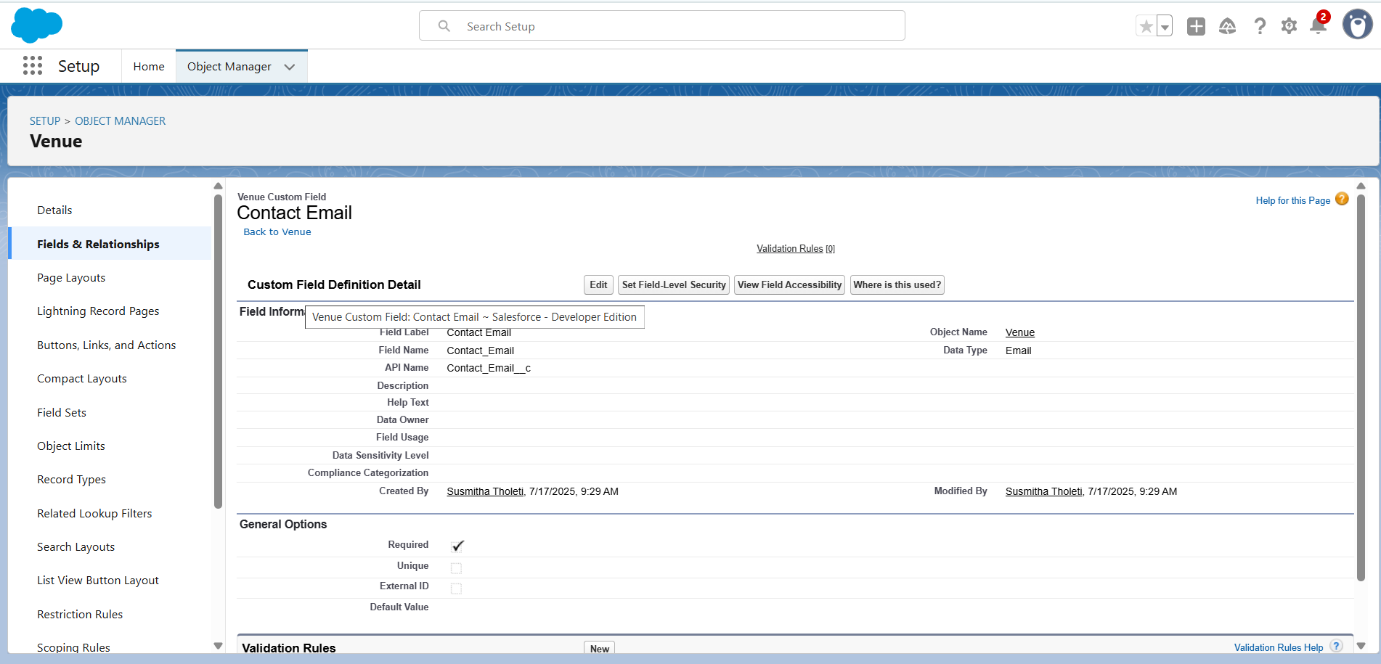 Search Setup
2
Setup
Home
Object Manager
SETUP > OBJECT MANAGER
Venue
Details
Fields & Relationships
Page Layouts
Lightning Record Pages
Buttons, Links, and Actions
Compact Layouts
Field Sets
Object Limits
Record Types
Related Lookup Filters
Search Layouts
List View Button Layout
Restriction Rules
Scoping Rules
Venue Custom Field
Contact Email
Back to Venue
Help for this Page ?
Validation Rules [0]
Custom Field Definition Detail
Edit
Set Field-Level Security
View Field Accessibility
Where is this used?
Field Inform
Venue Custom Field: Contact Email ~ Salesforce - Developer Edition
Field Label Contact Email Object Name Venue
Field Name Contact_Email Data Type Email
API Name Contact_Email__c
Description
Help Text
Data Owner
Field Usage
Data Sensitivity Level
Compliance Categorization
Created By Susmitha Tholeti, 7/17/2025, 9:29 AM Modified By Susmitha Tholeti, 7/17/2025, 9:29 AM
General Options
Required
Unique
External ID
Default Value
Validation Rules
New
Validation Rules Help ?